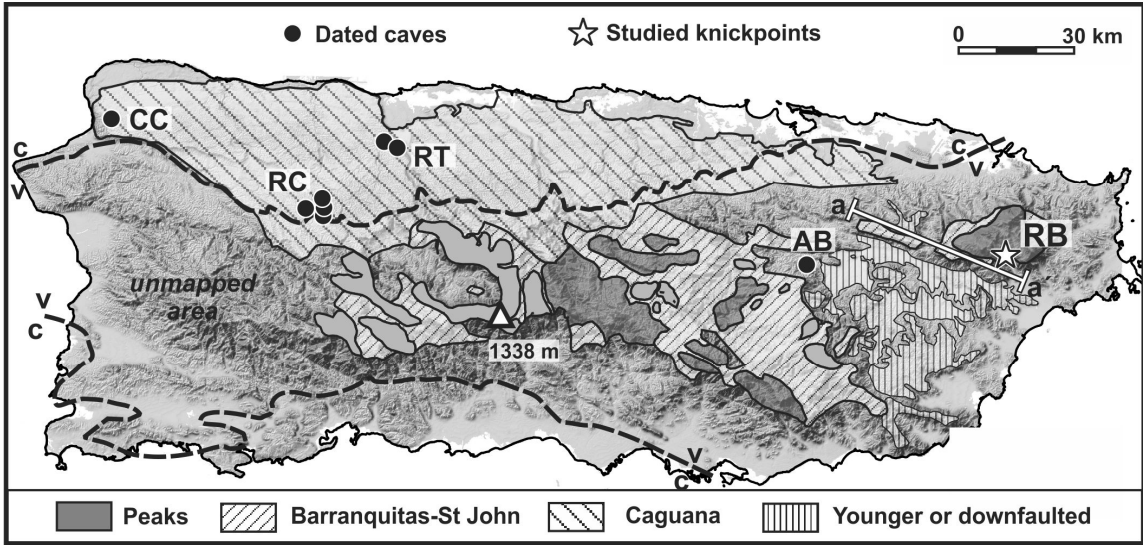 Dated caves
Studied knickpoints
0 30 km
CC
c
v
RT
RC
c
v
a
RB
AB
a
unmapped
area
v
c
1338 m
v
c
Peaks
Barranquitas-St John
Caguana
Younger or downfaulted